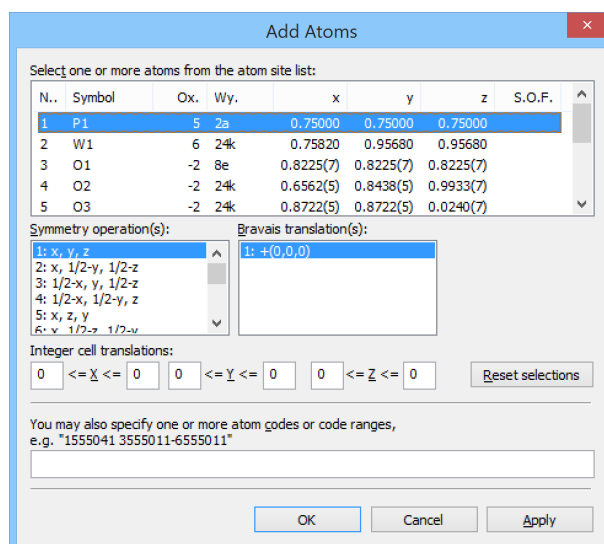 Add Atoms
Select one or more atoms from the atom site list:
N.. Symbol Ox. Wy. x y z S.O.F.
1 P1 5 2a 0.75000 0.75000 0.75000
2 W1 6 24k 0.75820 0.95680 0.95680
3 O1 -2 8e 0.8225(7) 0.8225(7) 0.8225(7)
4 O2 -2 24k 0.6562(5) 0.8438(5) 0.9933(7)
5 O3 -2 24k 0.8722(5) 0.8722(5) 0.0240(7)
Symmetry operation(s): Bravais translation(s):
1: x, y, z 1: +(0,0,0)
2: x, 1/2-y, 1/2-z
3: 1/2-x, y, 1/2-z
4: 1/2-x, 1/2-y, z
5: x, z, y
6: x, 1/2-z, 1/2-y
Integer cell translations:
0 <= X <= 0 0 <= Y <= 0 0 <= Z <= 0 Reset selections
You may also specify one or more atom codes or code ranges,
e.g. "1555041 3555011-6555011"
OK Cancel Apply